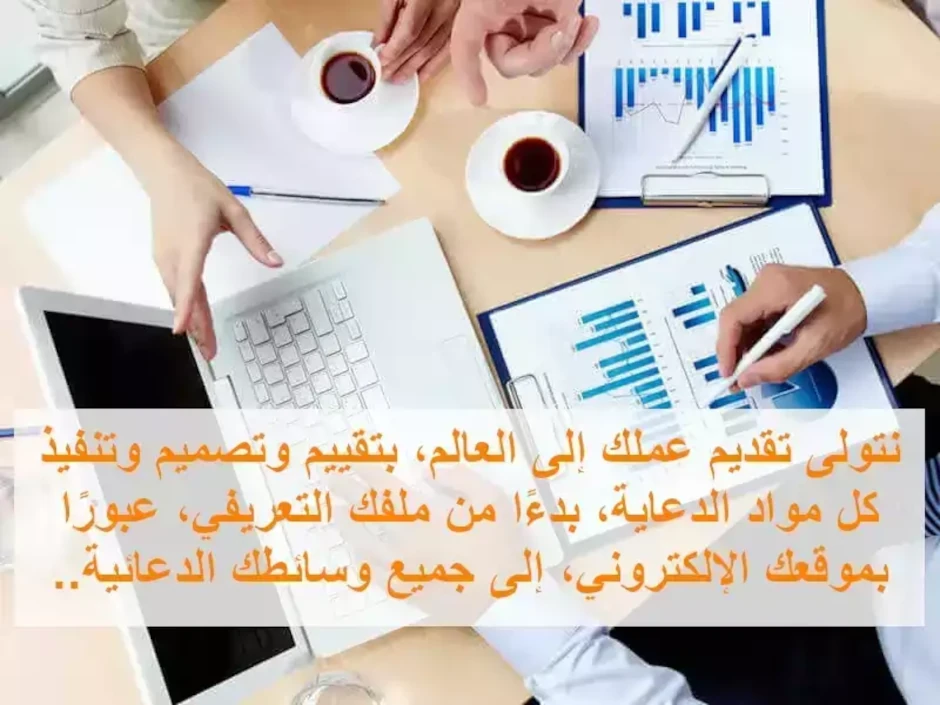 نتولى تقديم عملك إلى العالم، بتقييم وتصميم وتنفيذ
كل مواد الدعاية، بدءًا من ملفك التعريفي، عبورًا
بموقعك الإلكتروني، إلى جميع وسائطك الدعائية..